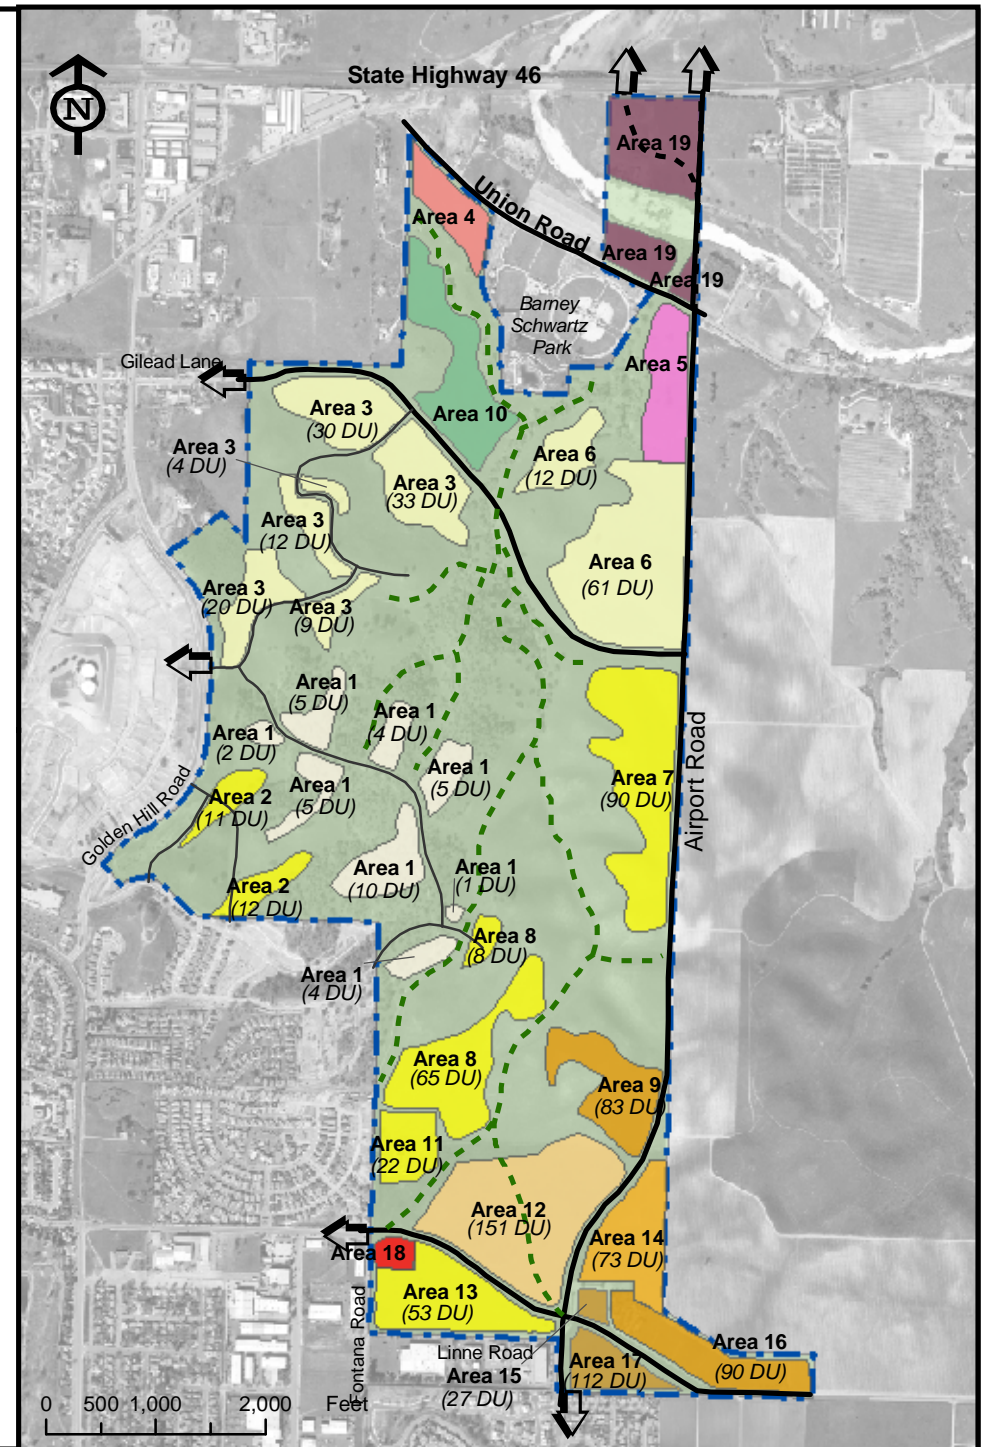 State Highway 46
N
Area 19
Union Road
Area 4
Area 19
Area 19
Barney
Schwartz
Park
Gilead Lane
Area 5
Area 3
(30 DU)
Area 10
Area 3
(4 DU)
Area 6
(12 DU)
Area 3
(33 DU)
Area 3
(12 DU)
Area 6
(61 DU)
Area 3
(20 DU)
Area 3
(9 DU)
Area 1
(5 DU)
Area 1
(4 DU)
Area 1
(2 DU)
Airport Road
Area 1
(5 DU)
Area 1
(5 DU)
Area 7
(90 DU)
Golden Hill Road
Area 2
(11 DU)
Area 1
(10 DU)
Area 1
(1 DU)
Area 2
(12 DU)
Area 8
(8 DU)
Area 1
(4 DU)
Area 8
(65 DU)
Area 9
(83 DU)
Area 11
(22 DU)
Area 12
(151 DU)
Area 14
(73 DU)
Area 18
Area 13
(53 DU)
Fontana Road
Linne Road
Area 16
(90 DU)
Area 15
(27 DU)
Area 17
(112 DU)
0 500 1,000 2,000 Feet